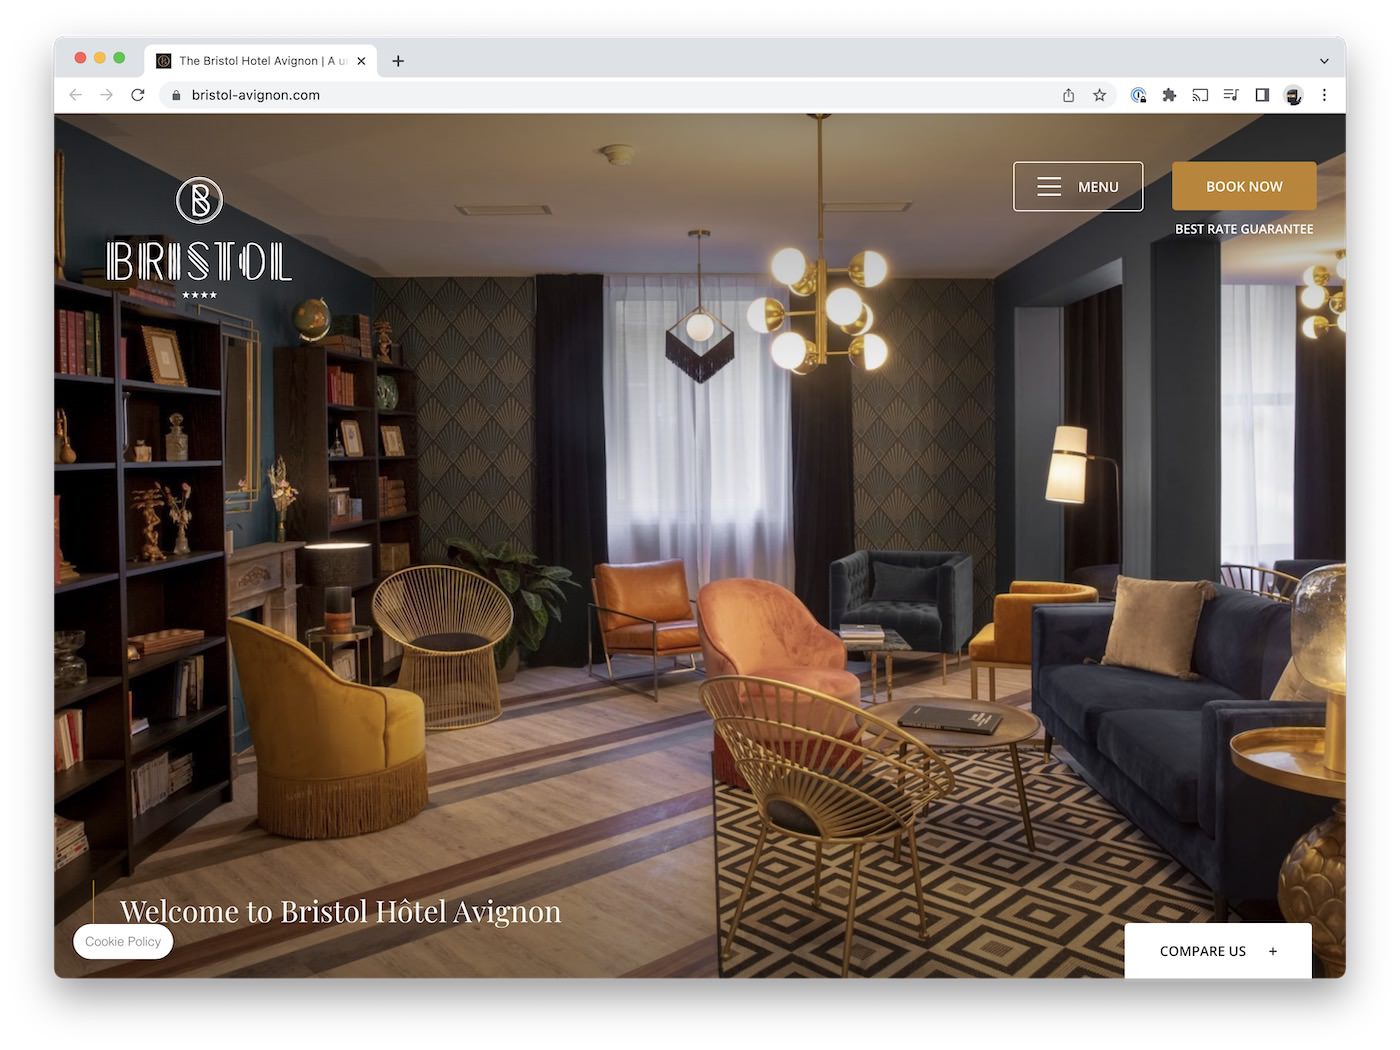 The Bristol Hotel Avignon | A u
bristol-avignon.com
B
BRISTOL
MENU
BOOK NOW
BEST RATE GUARANTEE
Welcome to Bristol Hôtel Avignon
Cookie Policy
COMPARE US +